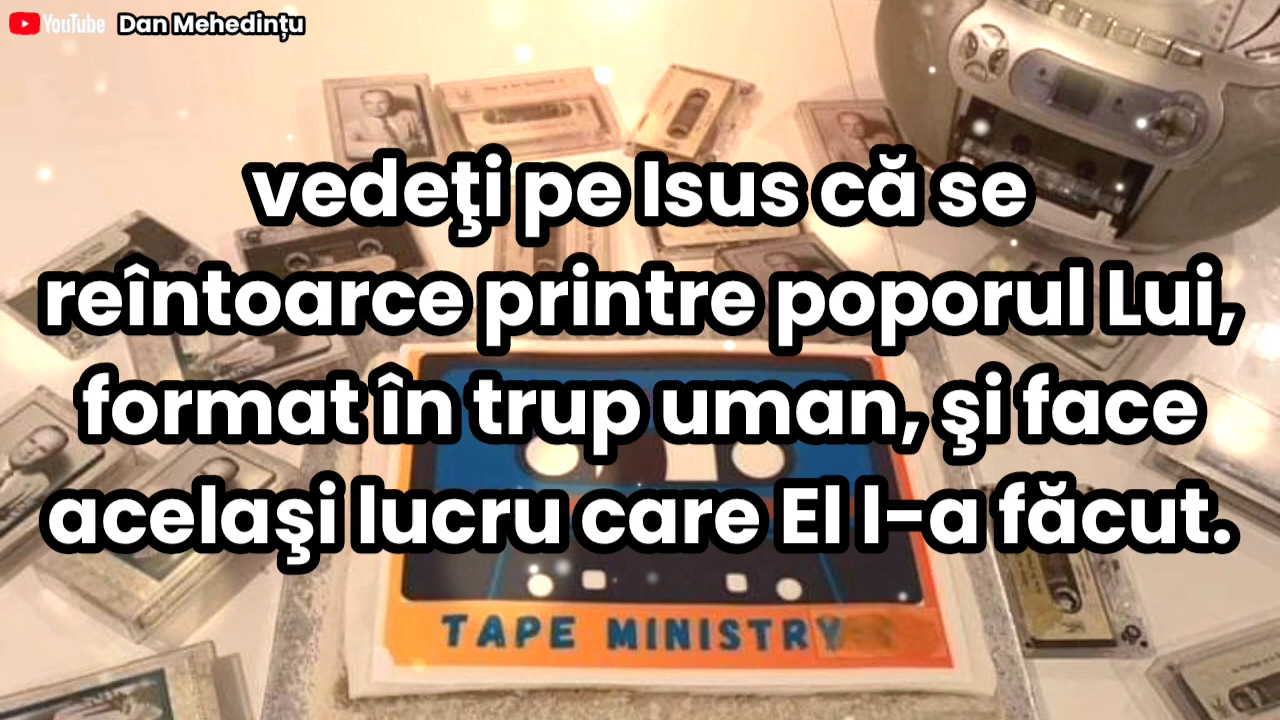 YouTube Dan Mehedințu
vedeţi pe Isus că se
reîntoarce printre poporul Lui,
format în trup uman, şi face
acelaşi lucru care El l-a făcut.
TAPE MINISTRY